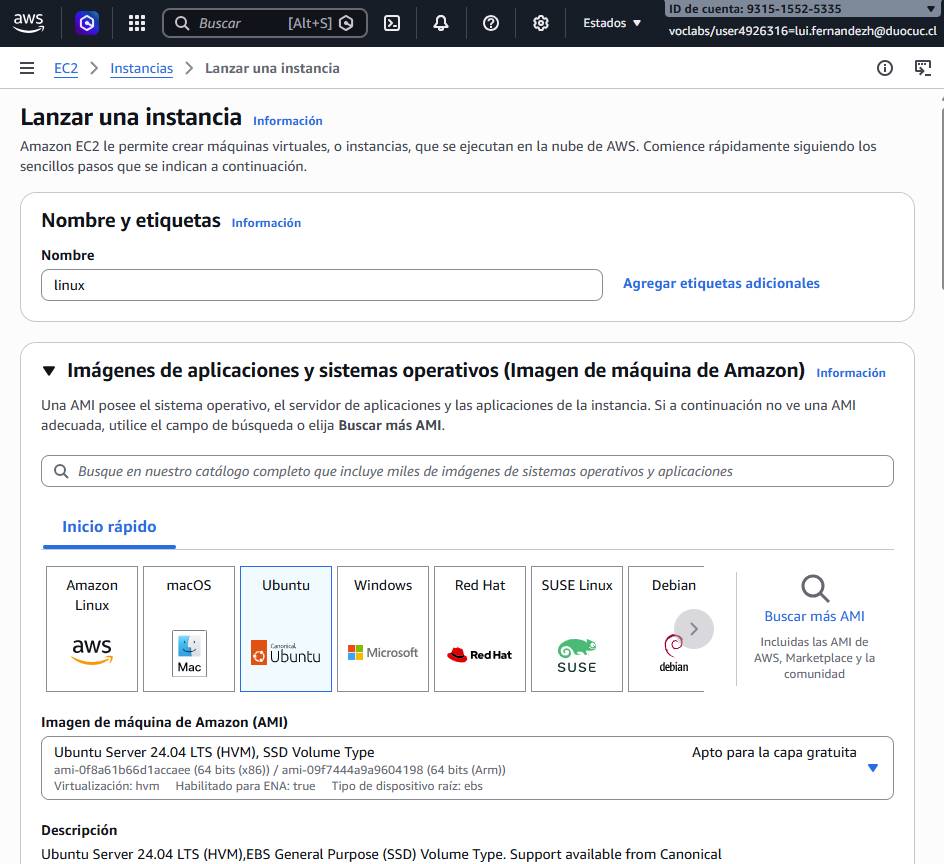 aws
Buscar
[Alt+S]
Estados
ID de cuenta: 9315-1552-5335
voclabs/user4926316=lui.fernandezh@duocuc.cl
EC2
Instancias
Lanzar una instancia
Lanzar una instancia
Información
Amazon EC2 le permite crear máquinas virtuales, o instancias, que se ejecutan en la nube de AWS. Comience rápidamente siguiendo los
sencillos pasos que se indican a continuación.
Nombre y etiquetas
Información
Nombre
linux
Agregar etiquetas adicionales
Imágenes de aplicaciones y sistemas operativos (Imagen de máquina de Amazon)
Información
Una AMI posee el sistema operativo, el servidor de aplicaciones y las aplicaciones de la instancia. Si a continuación no ve una AMI
adecuada, utilice el campo de búsqueda o elija Buscar más AMI.
Busque en nuestro catálogo completo que incluye miles de imágenes de sistemas operativos y aplicaciones
Inicio rápido
Amazon
Linux
aws
macOS
Mac
Ubuntu
Canonical
Ubuntu
Windows
Microsoft
Red Hat
Red Hat
SUSE Linux
SUSE
Debian
debian
Buscar más AMI
Incluidas las AMI de
AWS, Marketplace y la
comunidad
Imagen de máquina de Amazon (AMI)
Ubuntu Server 24.04 LTS (HVM), SSD Volume Type
Apto para la capa gratuita
ami-0f8a61b66d1accaee (64 bits (x86)) / ami-09f7444a9a9604198 (64 bits (Arm))
Virtualización: hvm Habilitado para ENA: true Tipo de dispositivo raíz: ebs
Descripción
Ubuntu Server 24.04 LTS (HVM),EBS General Purpose (SSD) Volume Type. Support available from Canonical